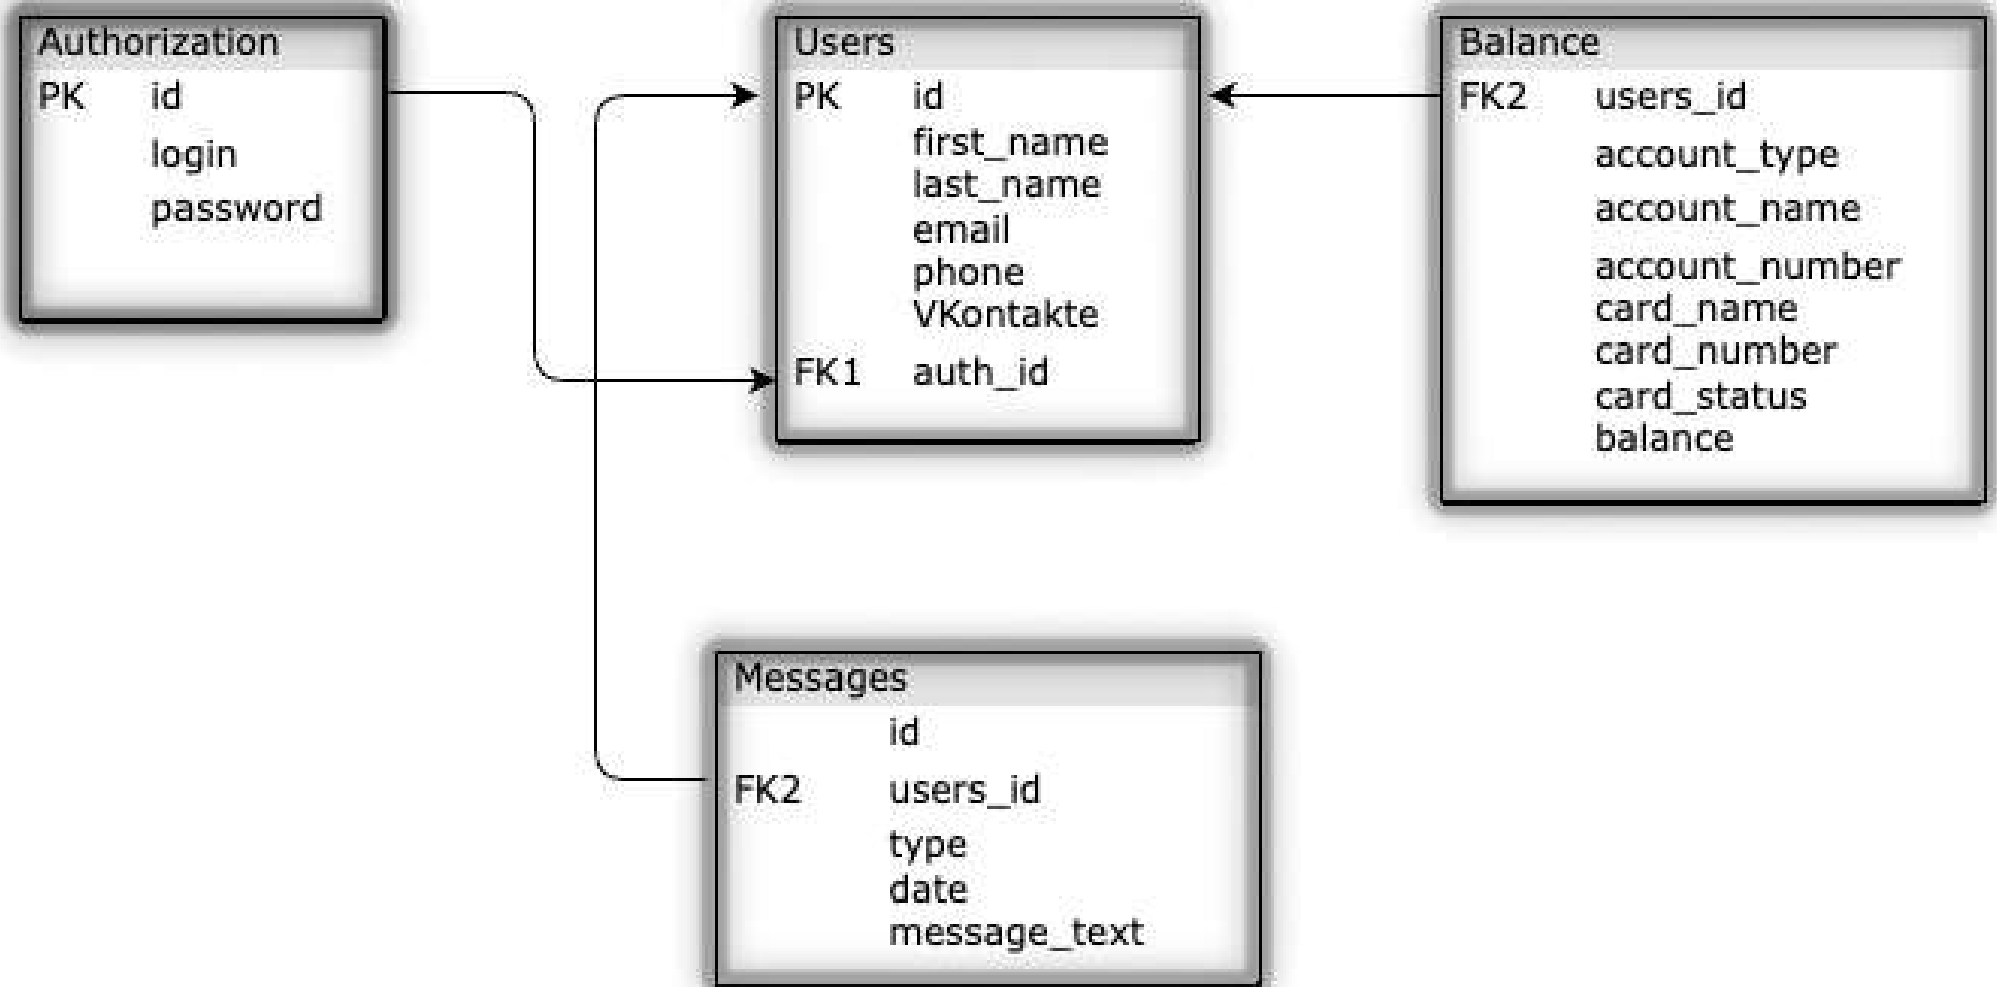 Authorization
PK id
login
password
Users
PK id
first_name
last_name
email
phone
VKontakte
FK1 auth_id
Balance
FK2 users_id
account_type
account_name
account_number
card_name
card_number
card_status
balance
Messages
id
FK2 users_id
type
date
message_text